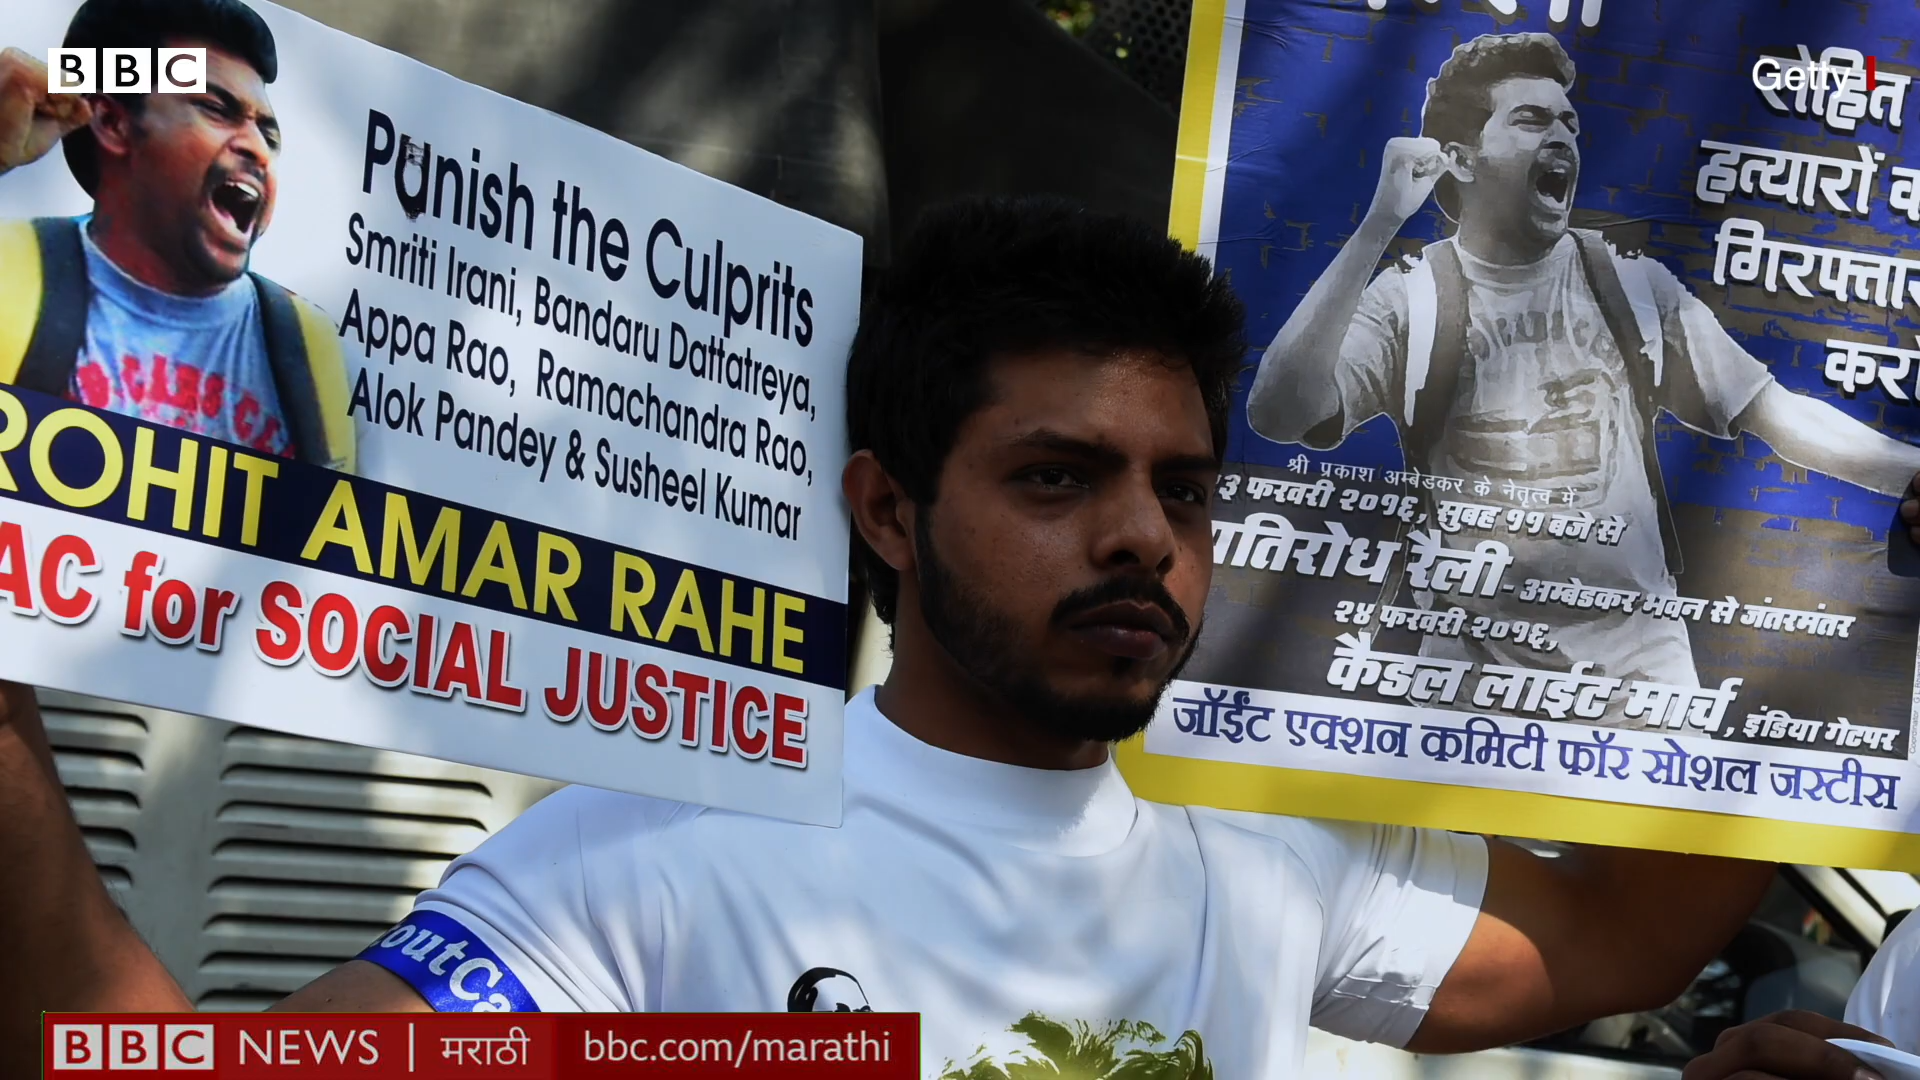 BBC
Getty
Punish the Culprits
Smriti Irani, Bandaru Dattatreya,
Appa Rao, Ramachandra Rao,
Alok Pandey & Susheel Kumar
ROHIT AMAR RAHE
AC for SOCIAL JUSTICE
रोहित
हत्यारों
गिरफ्तार
करो
श्री प्रकाश अम्बेडकर के नेतृत्व में
२३ फरवरी २०१६, सुबह ११ बजे से
प्रतिरोध रैली - अम्बेडकर भवन से जंतरमंतर
२४ फरवरी २०१६,
कैडल लाईट मार्च, इंडिया गेटपर
जॉईंट एक्शन कमिटी फॉर सोशल जस्टीस
BBC NEWS | मराठी bbc.com/marathi